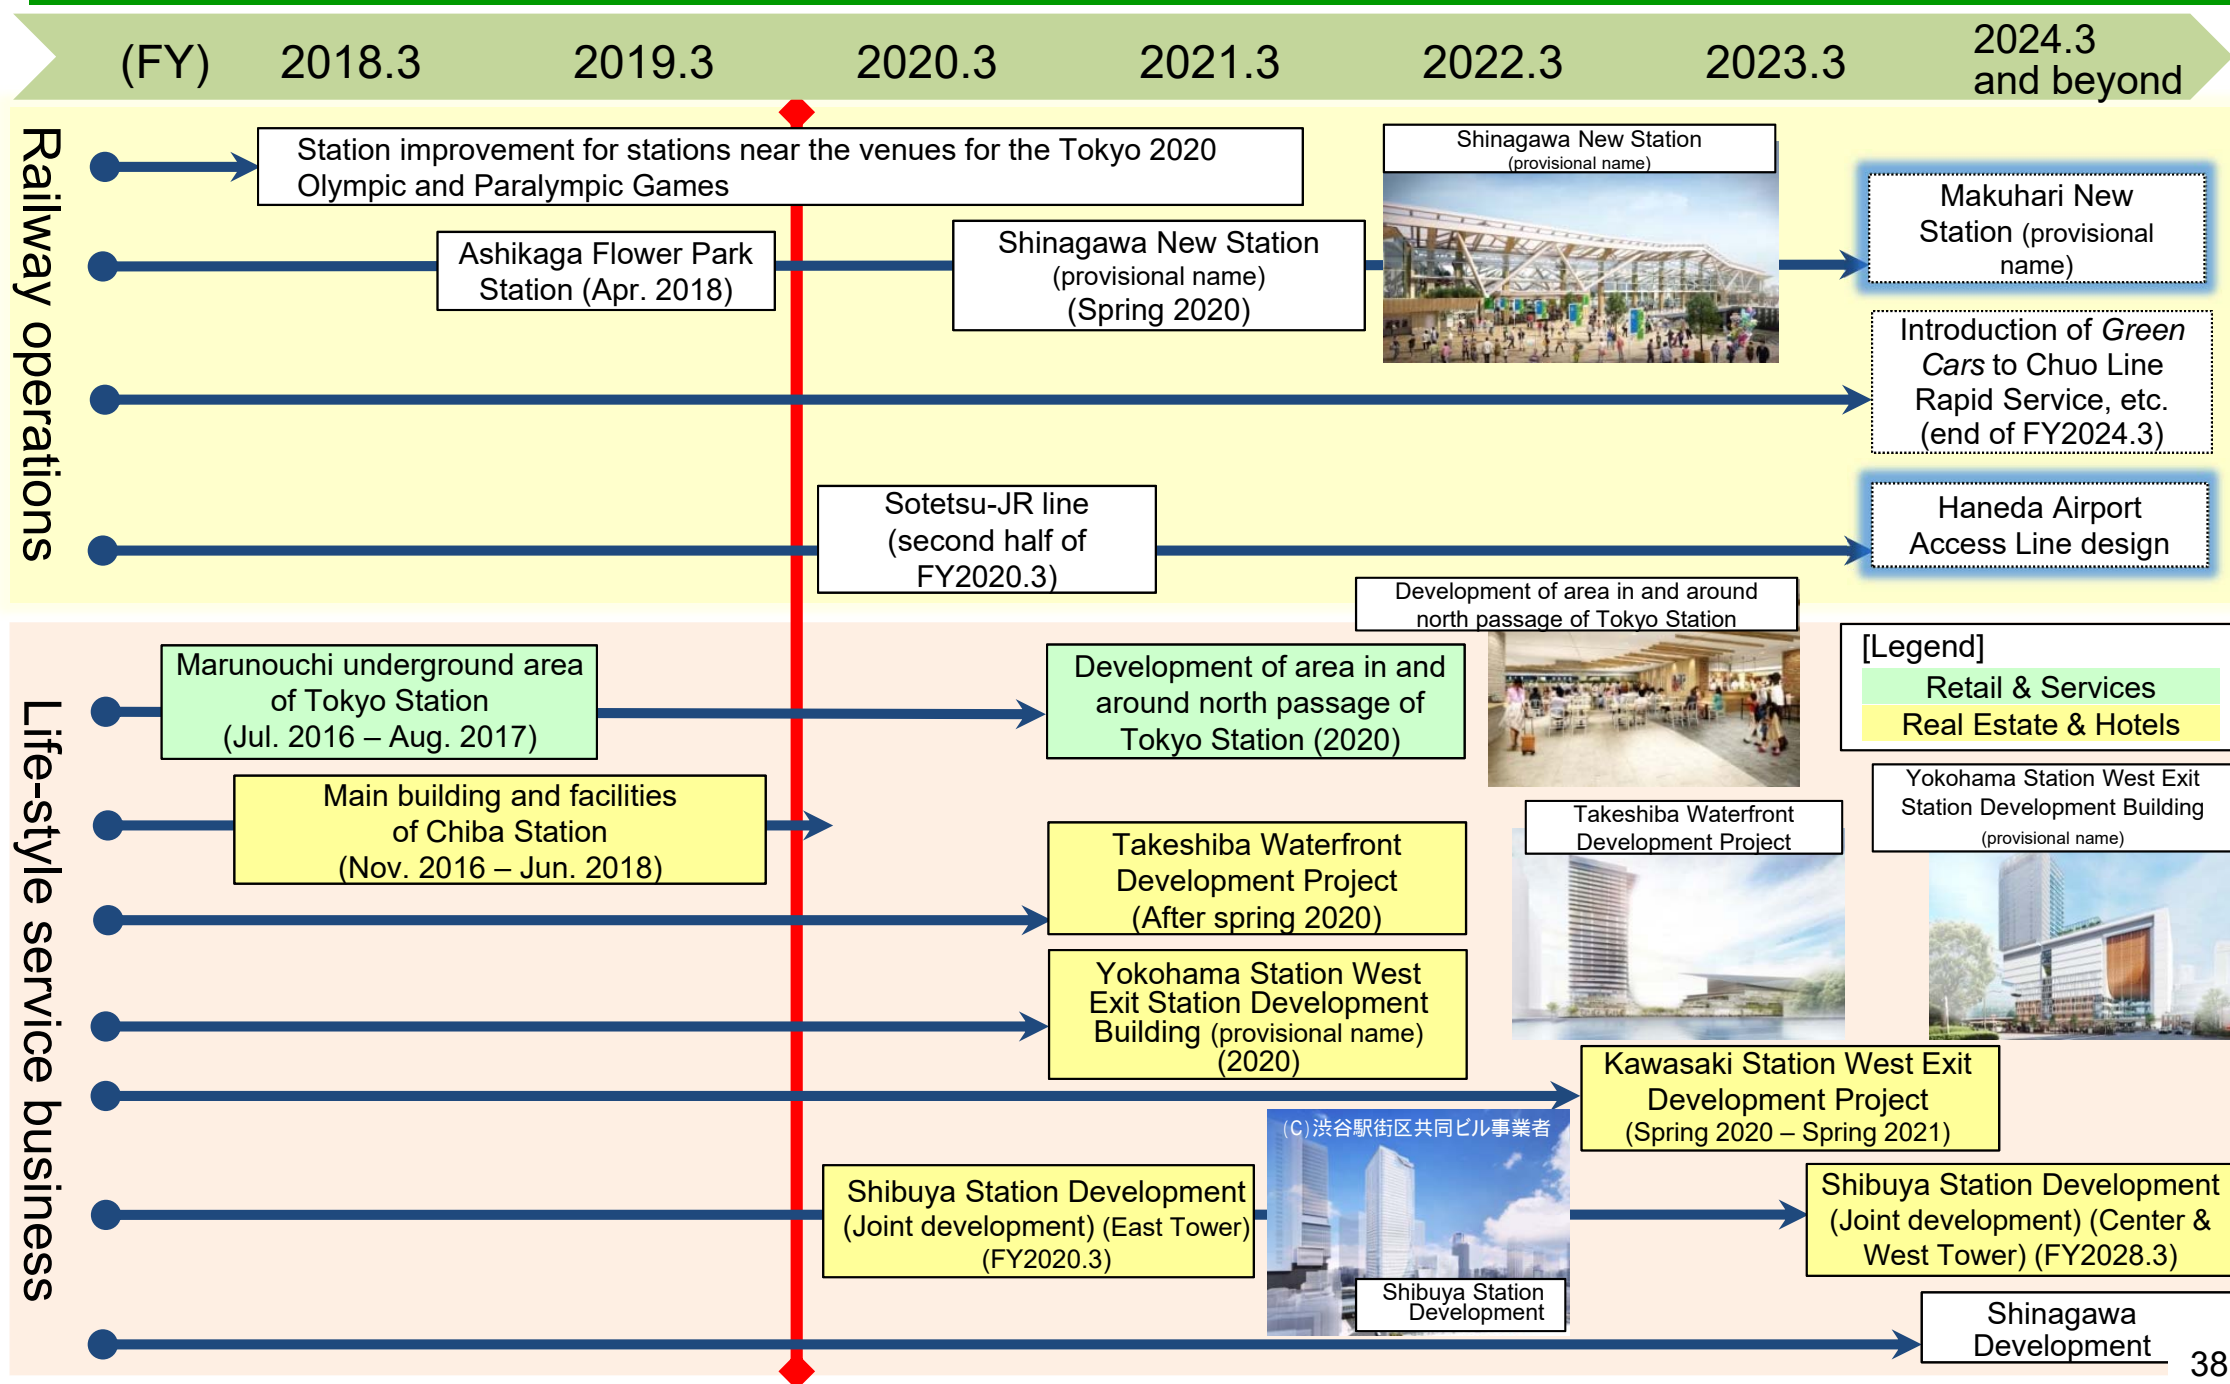 (FY) 2018.3 2019.3 2020.3 2021.3 2022.3 2023.3 2024.3
and beyond
Railway operations
Station improvement for stations near the venues for the Tokyo 2020
Olympic and Paralympic Games
Shinagawa New Station
(provisional name)
Ashikaga Flower Park
Station (Apr. 2018)
Shinagawa New Station
(provisional name)
(Spring 2020)
Makuhari New
Station (provisional
name)
Introduction of Green
Cars to Chuo Line
Rapid Service, etc.
(end of FY2024.3)
Sotetsu-JR line
(second half of
FY2020.3)
Haneda Airport
Access Line design
Life-style service business
Development of area in and around
north passage of Tokyo Station
[Legend]
Retail & Services
Real Estate & Hotels
Marunouchi underground area
of Tokyo Station
(Jul. 2016 – Aug. 2017)
Development of area in and
around north passage of
Tokyo Station (2020)
Main building and facilities
of Chiba Station
(Nov. 2016 – Jun. 2018)
Takeshiba Waterfront
Development Project
(After spring 2020)
Takeshiba Waterfront
Development Project
Yokohama Station West Exit
Station Development Building
(provisional name)
Yokohama Station West
Exit Station Development
Building (provisional name)
(2020)
Kawasaki Station West Exit
Development Project
(Spring 2020 – Spring 2021)
(C)渋谷駅街区共同ビル事業者
Shibuya Station
Development
Shibuya Station Development
(Joint development) (East Tower)
(FY2020.3)
Shibuya Station Development
(Joint development) (Center &
West Tower) (FY2028.3)
Shinagawa
Development
38